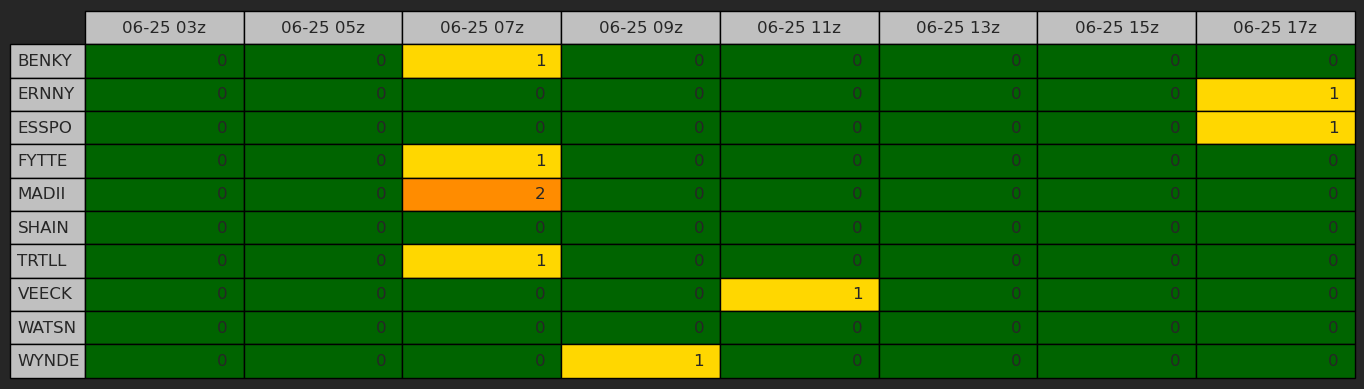 06-25 03z 06-25 05z 06-25 07z 06-25 09z 06-25 11z 06-25 13z 06-25 15z 06-25 17z
BENKY 0 0 1 0 0 0 0 0
ERNNY 0 0 0 0 0 0 0 1
ESSPO 0 0 0 0 0 0 0 1
FYTTE 0 0 1 0 0 0 0 0
MADII 0 0 2 0 0 0 0 0
SHAIN 0 0 0 0 0 0 0 0
TRTLL 0 0 1 0 0 0 0 0
VEECK 0 0 0 0 1 0 0 0
WATSN 0 0 0 0 0 0 0 0
WYNDE 0 0 0 1 0 0 0 0